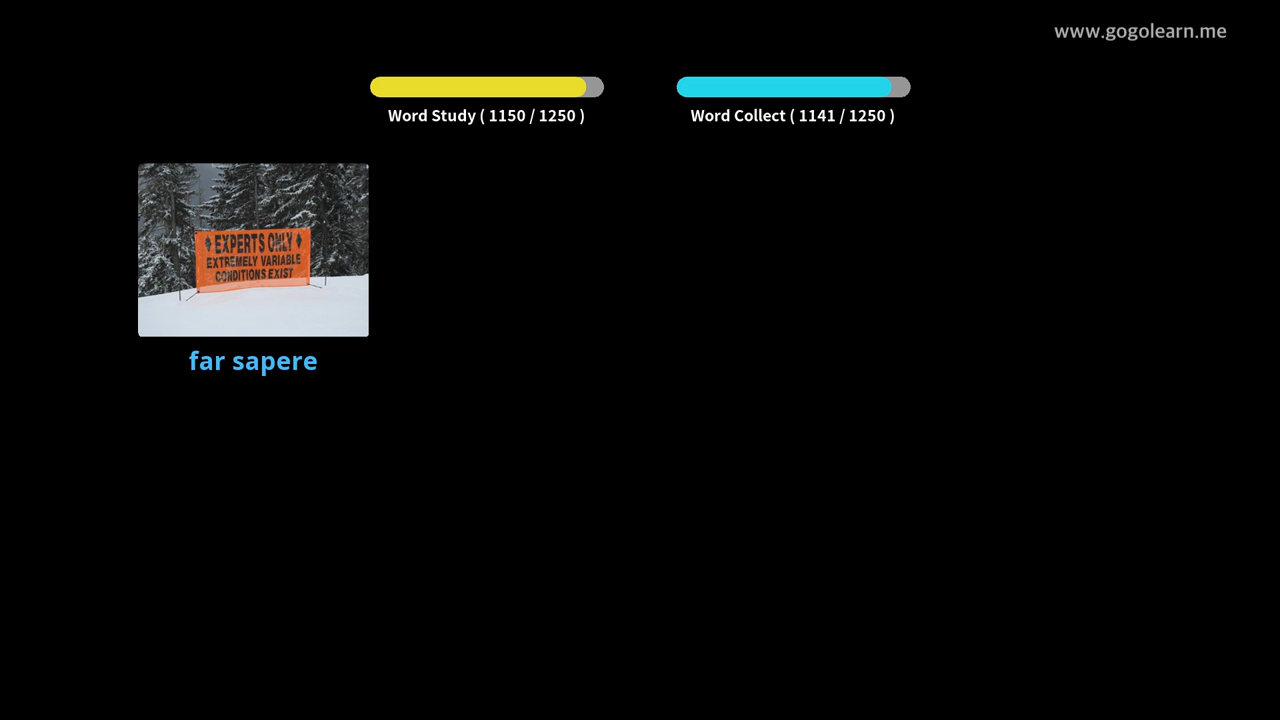 www.gogolearn.me
Word Study ( 1150 / 1250 )
Word Collect ( 1141 / 1250 )
EXPERTS ONLY
EXTREMELY VARIABLE
CONDITIONS EXIST
far sapere